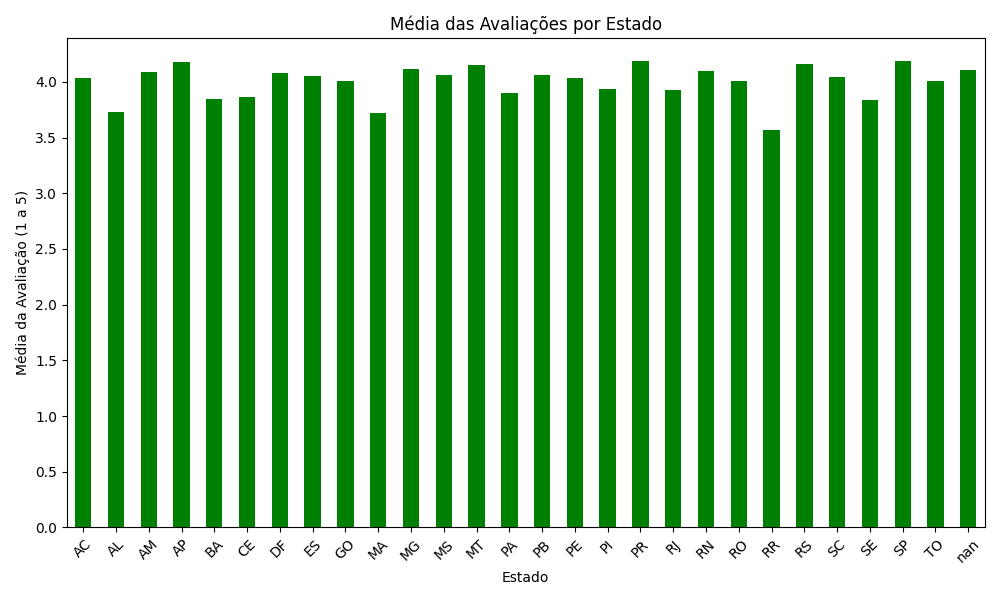 Média das Avaliações por Estado
Média da Avaliação (1 a 5)
4.0
3.5
3.0
2.5
2.0
1.5
1.0
0.5
0.0
AC AL AM AP BA CE DF ES GO MA MG MS MT PA PB PE PI PR RJ RN RO RR RS SC SE SP TO nan
Estado